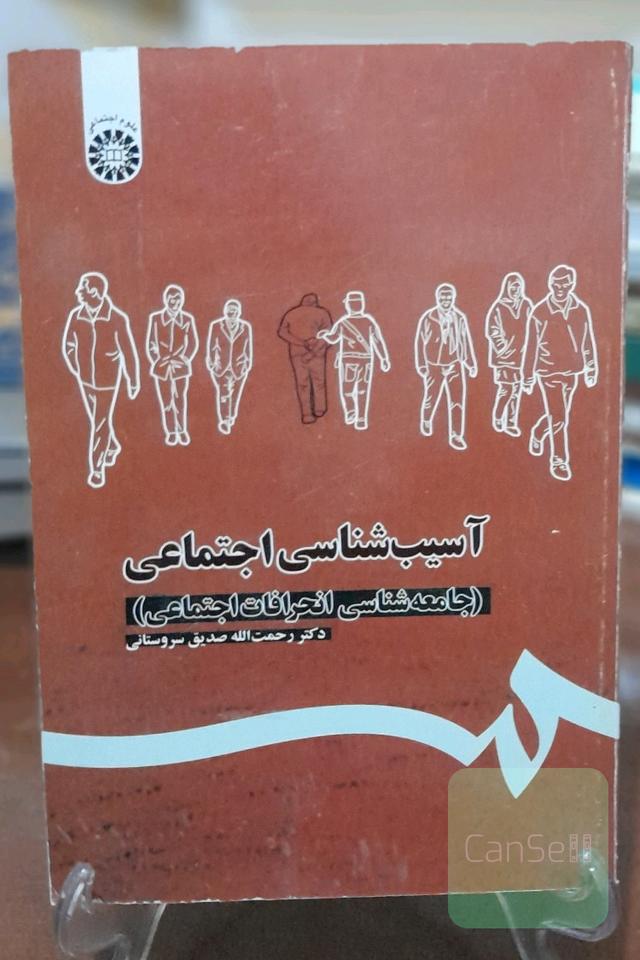 علوم اجتماعی
آسیب‌شناسی اجتماعی
(جامعه‌شناسی انحرافات اجتماعی)
دکتر رحمت‌الله صدیق سروستانی
CanSell